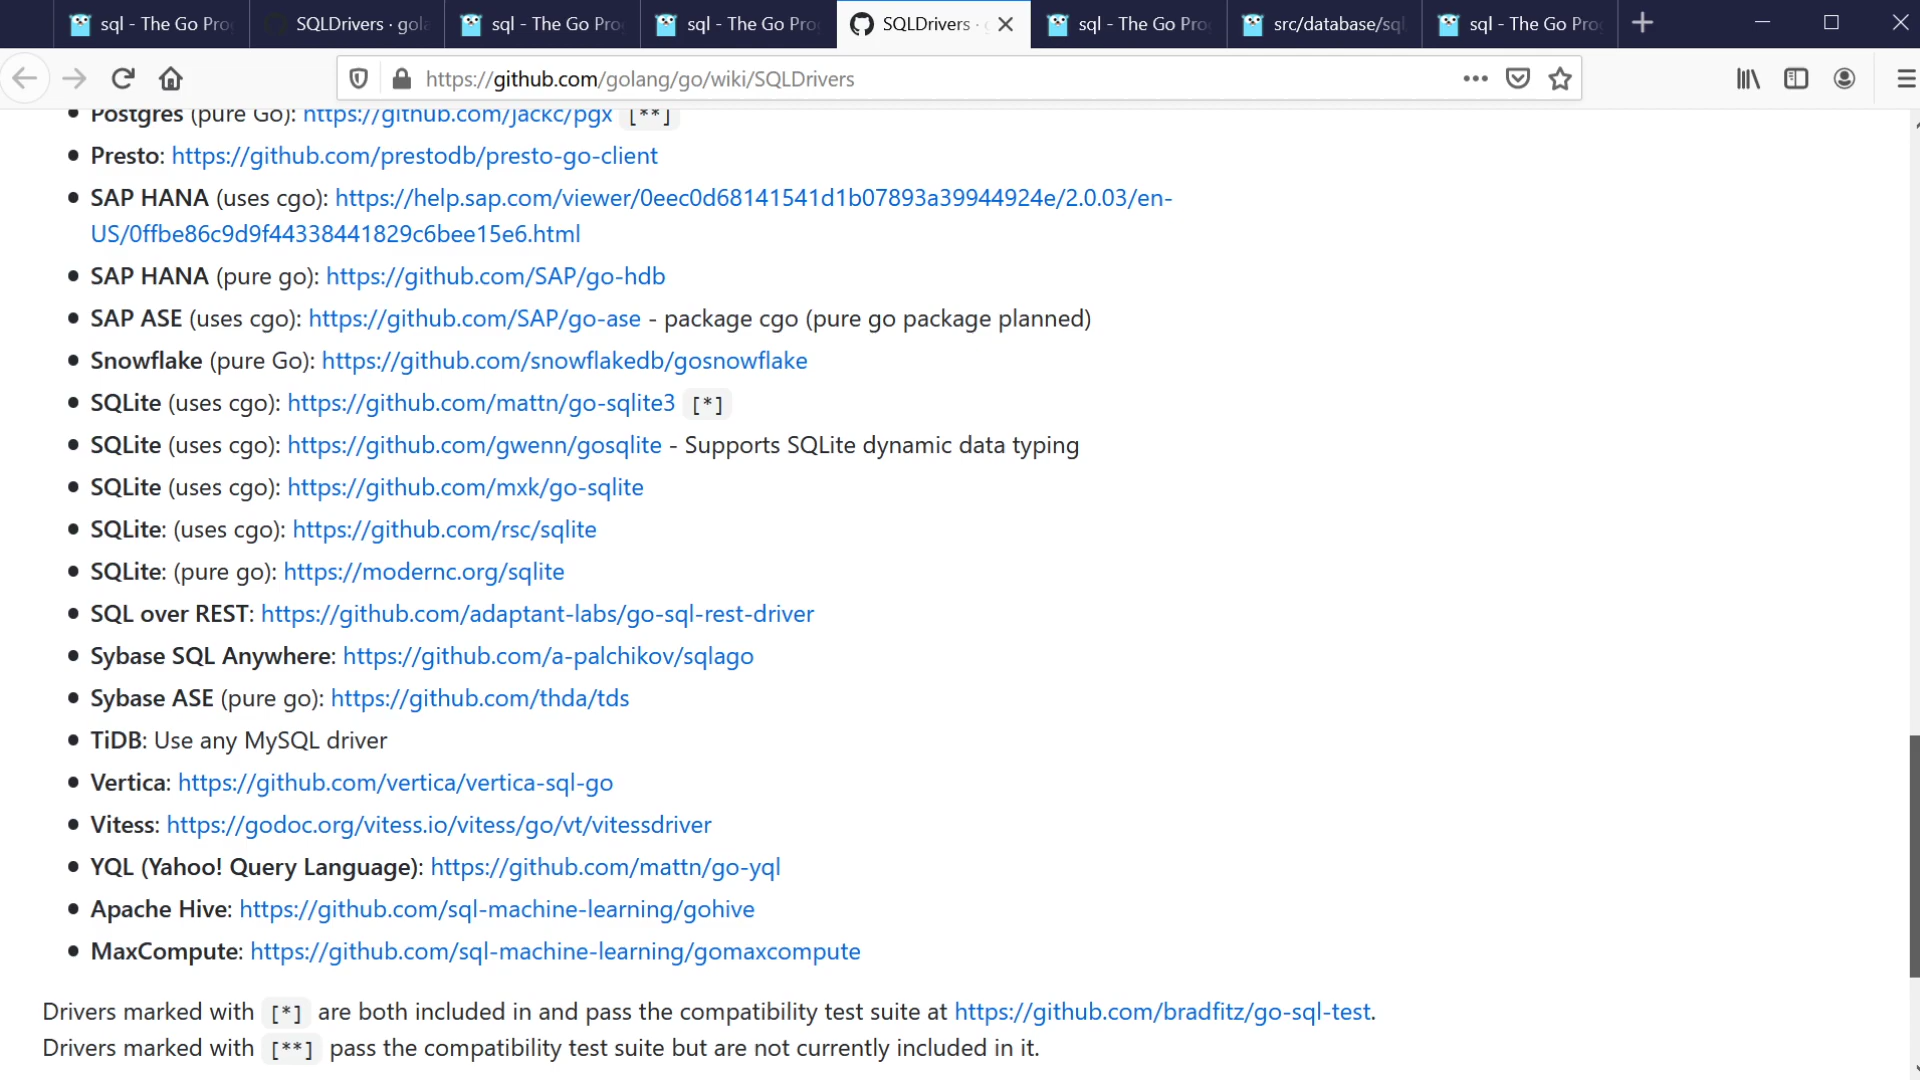 sql - The Go Pro
SQLDrivers · gola
sql - The Go Pro
sql - The Go Pro
SQLDrivers · g
sql - The Go Pro
src/database/sql
sql - The Go Pro
https://github.com/golang/go/wiki/SQLDrivers
• Postgres (pure Go): https://github.com/jackc/pgx [**]
• Presto: https://github.com/prestodb/presto-go-client
• SAP HANA (uses cgo): https://help.sap.com/viewer/0eec0d68141541d1b07893a39944924e/2.0.03/en-
US/0ffbe86c9d9f44338441829c6bee15e6.html
• SAP HANA (pure go): https://github.com/SAP/go-hdb
• SAP ASE (uses cgo): https://github.com/SAP/go-ase - package cgo (pure go package planned)
• Snowflake (pure Go): https://github.com/snowflakedb/gosnowflake
• SQLite (uses cgo): https://github.com/mattn/go-sqlite3 [*]
• SQLite (uses cgo): https://github.com/gwenn/gosqlite - Supports SQLite dynamic data typing
• SQLite (uses cgo): https://github.com/mxk/go-sqlite
• SQLite: (uses cgo): https://github.com/rsc/sqlite
• SQLite: (pure go): https://modernc.org/sqlite
• SQL over REST: https://github.com/adaptant-labs/go-sql-rest-driver
• Sybase SQL Anywhere: https://github.com/a-palchikov/sqlago
• Sybase ASE (pure go): https://github.com/thda/tds
• TiDB: Use any MySQL driver
• Vertica: https://github.com/vertica/vertica-sql-go
• Vitess: https://godoc.org/vitess.io/vitess/go/vt/vitessdriver
• YQL (Yahoo! Query Language): https://github.com/mattn/go-yql
• Apache Hive: https://github.com/sql-machine-learning/gohive
• MaxCompute: https://github.com/sql-machine-learning/gomaxcompute
Drivers marked with [*] are both included in and pass the compatibility test suite at https://github.com/bradfitz/go-sql-test.
Drivers marked with [**] pass the compatibility test suite but are not currently included in it.